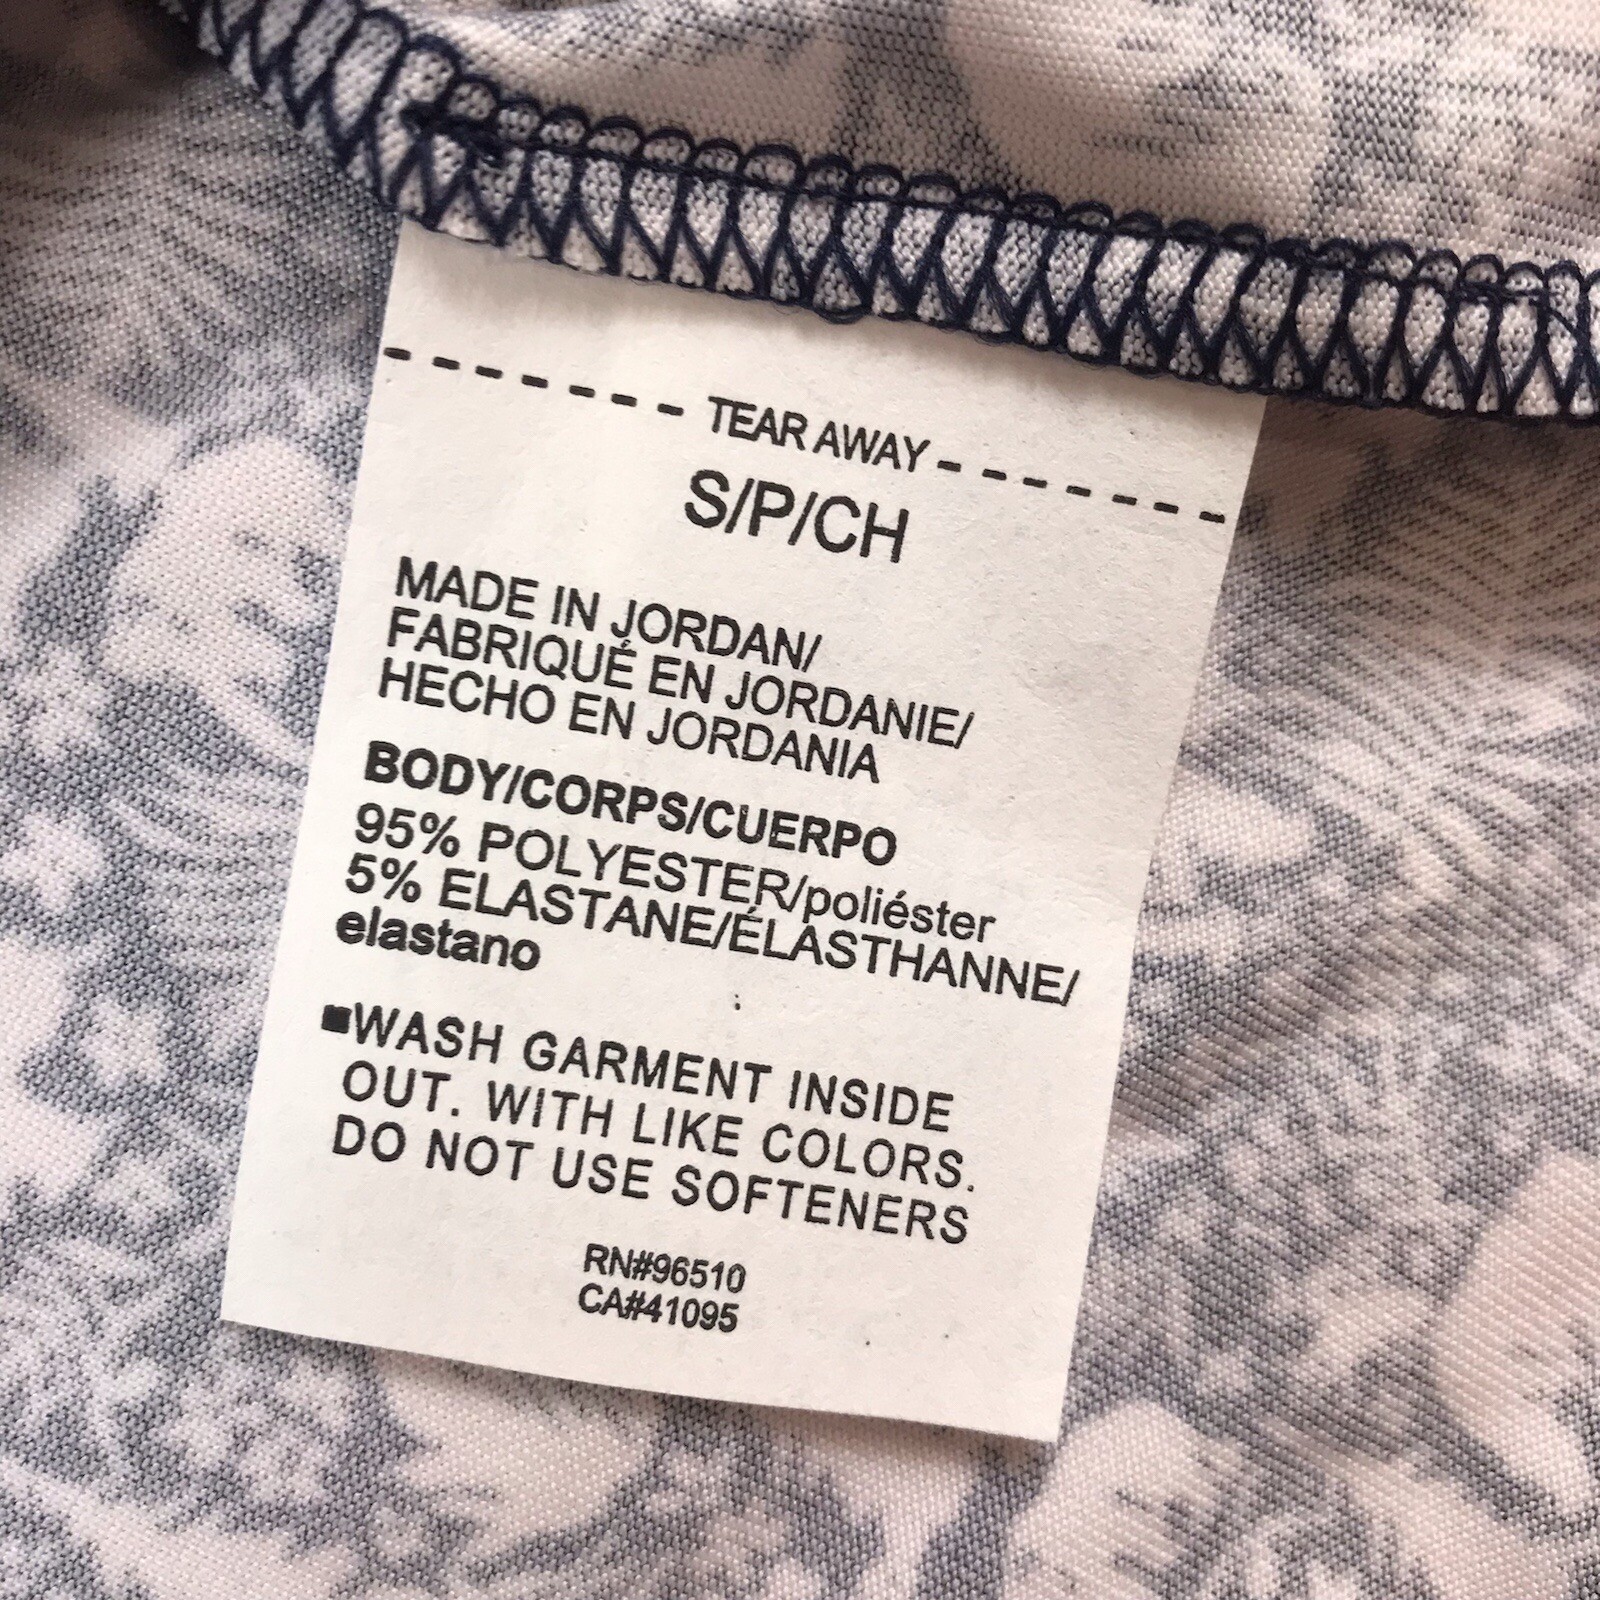 TEAR AWAY
S/P/CH
MADE IN JORDAN/
FABRIQUÉ EN JORDANIE/
HECHO EN JORDANIA
BODY/CORPS/CUERPO
95% POLYESTER/poliéster
5% ELASTANE/ÉLASTHANNE/
elastano
■WASH GARMENT INSIDE
OUT. WITH LIKE COLORS.
DO NOT USE SOFTENERS
RN#96510
CA#41095